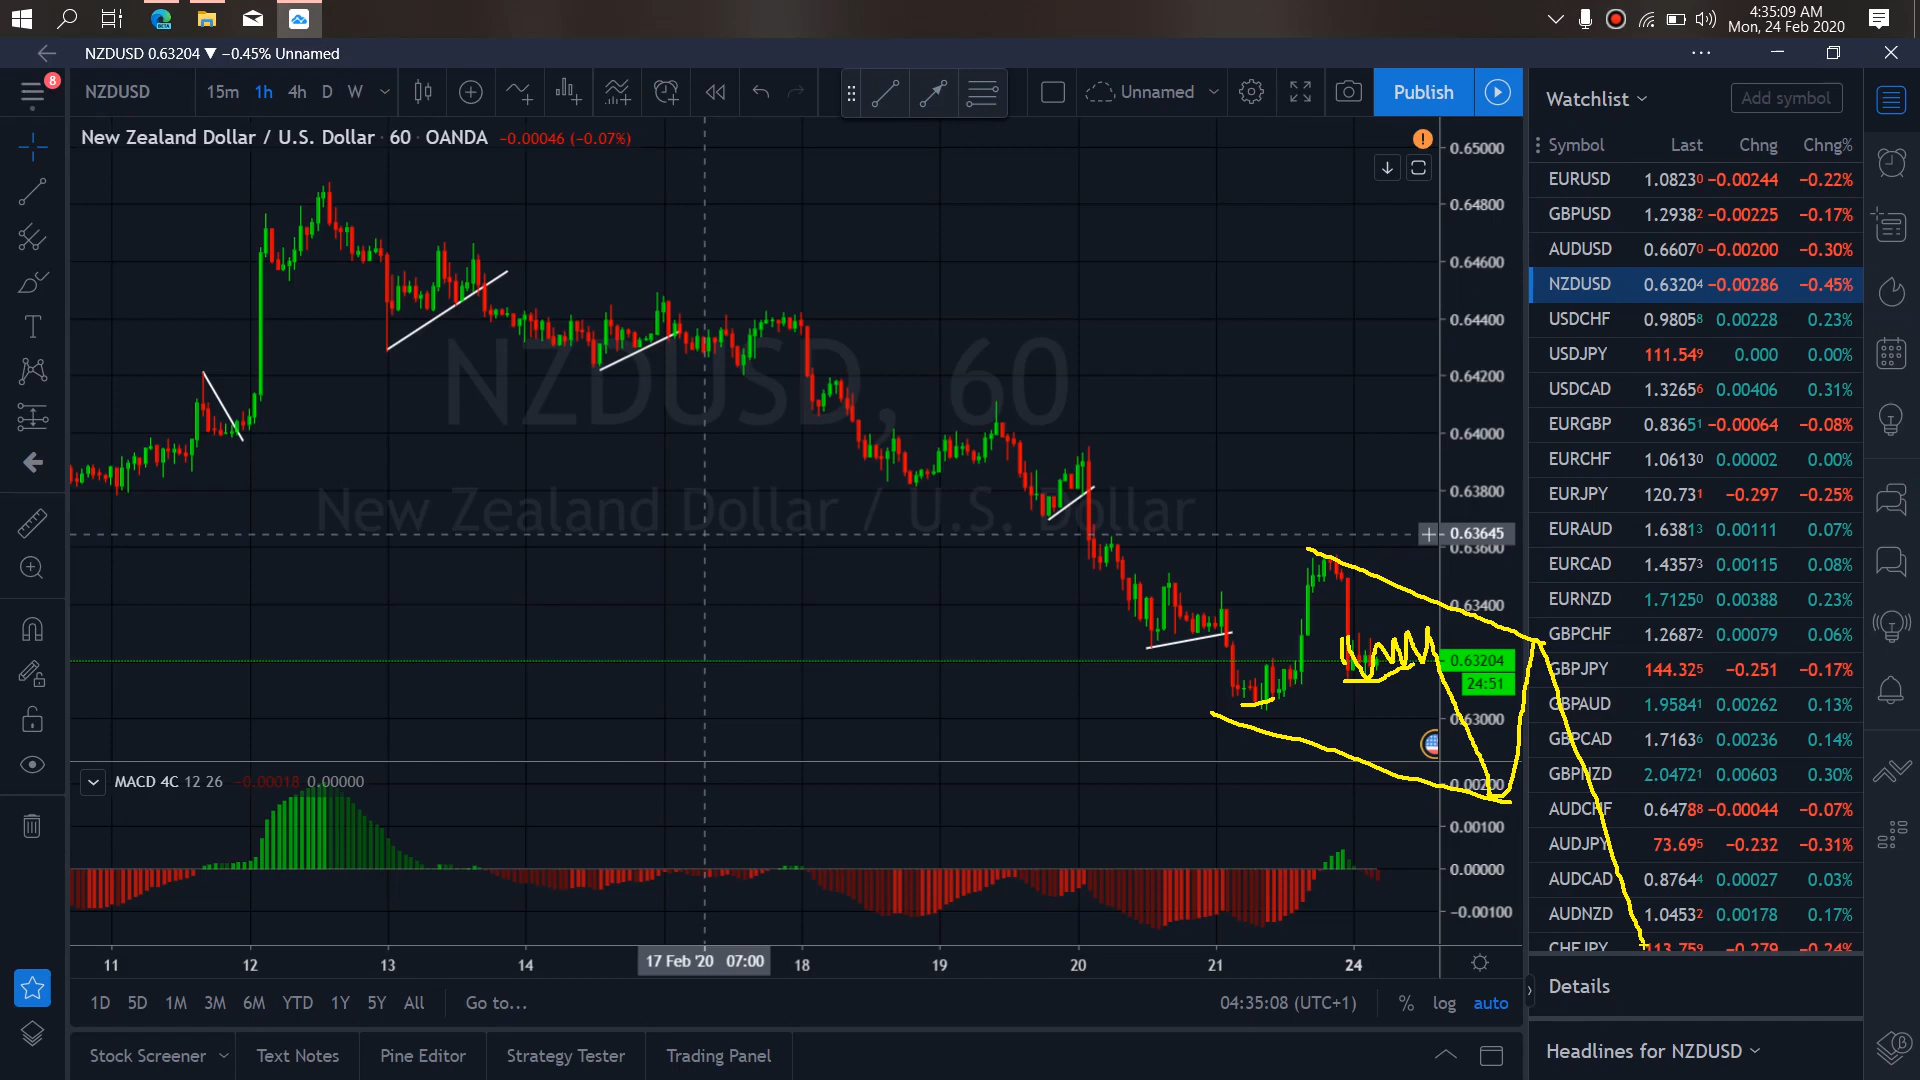 4:35:09 AM
Mon, 24 Feb 2020
NZDUSD 0.63204 ▼ −0.45% Unnamed
8
NZDUSD 15m 1h 4h D W Unnamed Publish
New Zealand Dollar / U.S. Dollar · 60 · OANDA −0.00046 (−0.07%)
NZDUSD, 60
New Zealand Dollar / U.S. Dollar
0.65000
0.64800
0.64600
0.64400
0.64200
0.64000
0.63800
0.63645
0.63600
0.63400
0.63204
24:51
0.63000
MACD 4C 12 26 −0.00018 0.00000
0.00200
0.00100
0.00000
−0.00100
11 12 13 14 17 Feb '20 07:00 18 19 20 21 24
1D 5D 1M 3M 6M YTD 1Y 5Y All Go to... 04:35:08 (UTC+1) % log auto
Stock Screener Text Notes Pine Editor Strategy Tester Trading Panel
Watchlist Add symbol
Symbol Last Chng Chng%
EURUSD 1.08230 −0.00244 −0.22%
GBPUSD 1.29382 −0.00225 −0.17%
AUDUSD 0.66070 −0.00200 −0.30%
NZDUSD 0.63204 −0.00286 −0.45%
USDCHF 0.98058 0.00228 0.23%
USDJPY 111.549 0.000 0.00%
USDCAD 1.32656 0.00406 0.31%
EURGBP 0.83651 −0.00064 −0.08%
EURCHF 1.06130 0.00002 0.00%
EURJPY 120.731 −0.297 −0.25%
EURAUD 1.63813 0.00111 0.07%
EURCAD 1.43573 0.00115 0.08%
EURNZD 1.71250 0.00388 0.23%
GBPCHF 1.26872 0.00079 0.06%
GBPJPY 144.325 −0.251 −0.17%
GBPAUD 1.95841 0.00262 0.13%
GBPCAD 1.71636 0.00236 0.14%
GBPNZD 2.04721 0.00603 0.30%
AUDCHF 0.64788 −0.00044 −0.07%
AUDJPY 73.695 −0.232 −0.31%
AUDCAD 0.87644 0.00027 0.03%
AUDNZD 1.04532 0.00178 0.17%
CHFJPY 113.759 −0.279 −0.24%
Details
Headlines for NZDUSD